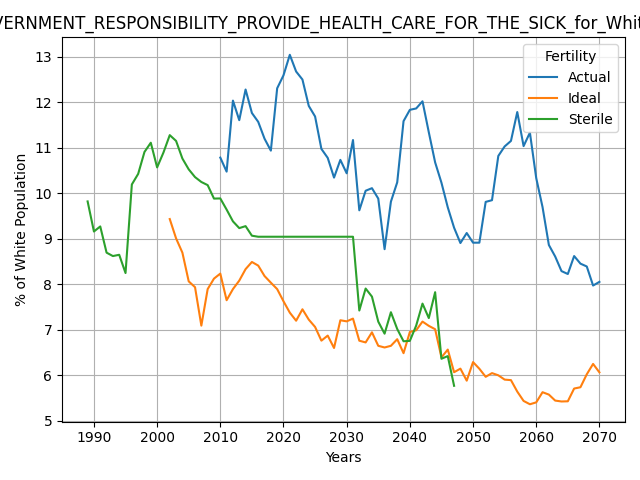 VERNMENT_RESPONSIBILITY_PROVIDE_HEALTH_CARE_FOR_THE_SICK_for_Whit
Fertility
Actual
Ideal
Sterile
% of White Population
13
12
11
10
9
8
7
6
5
1990 2000 2010 2020 2030 2040 2050 2060 2070
Years